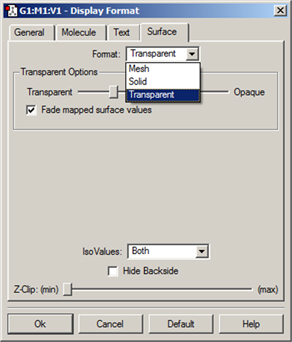 G1:M1:V1 - Display Format
General Molecule Text Surface
Format: Transparent
Mesh
Solid
Transparent
Transparent Options
Transparent Opaque
Fade mapped surface values
IsoValues: Both
Hide Backside
Z-Clip: (min) (max)
Ok Cancel Default Help